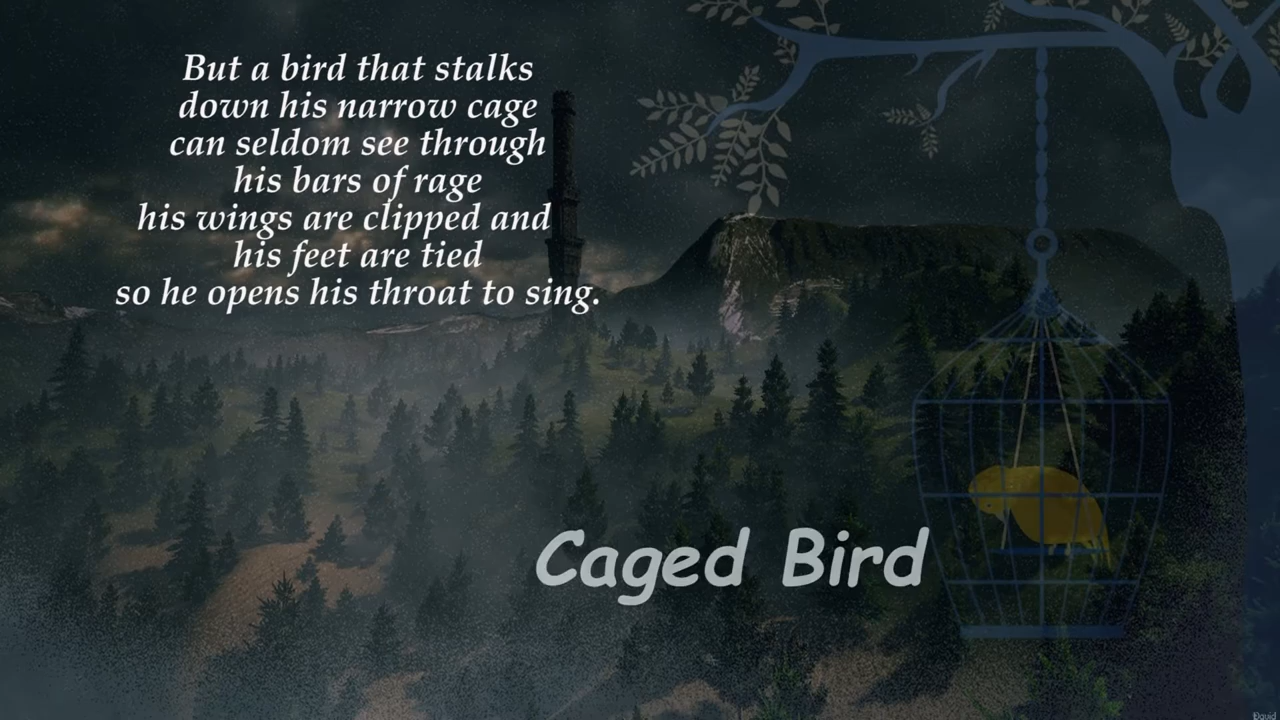 But a bird that stalks
down his narrow cage
can seldom see through
his bars of rage
his wings are clipped and
his feet are tied
so he opens his throat to sing.
Caged Bird
David